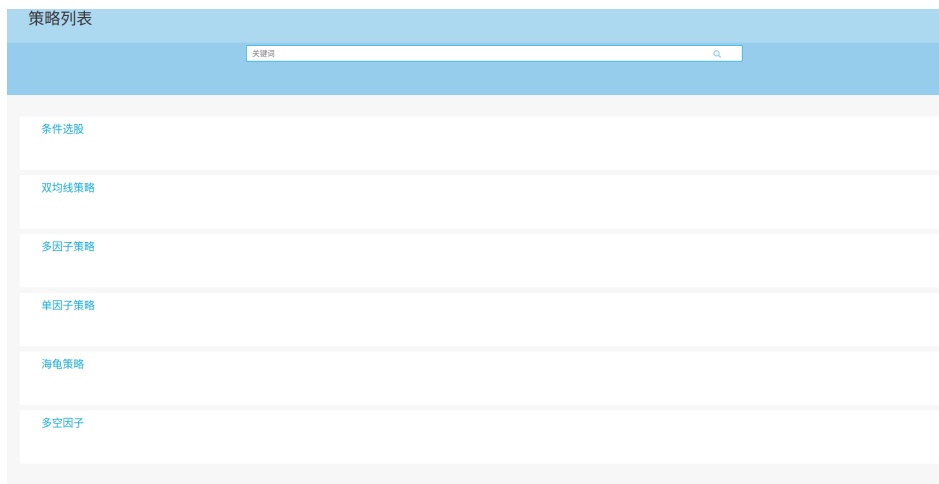 策略列表
关键词
条件选股
双均线策略
多因子策略
单因子策略
海龟策略
多空因子